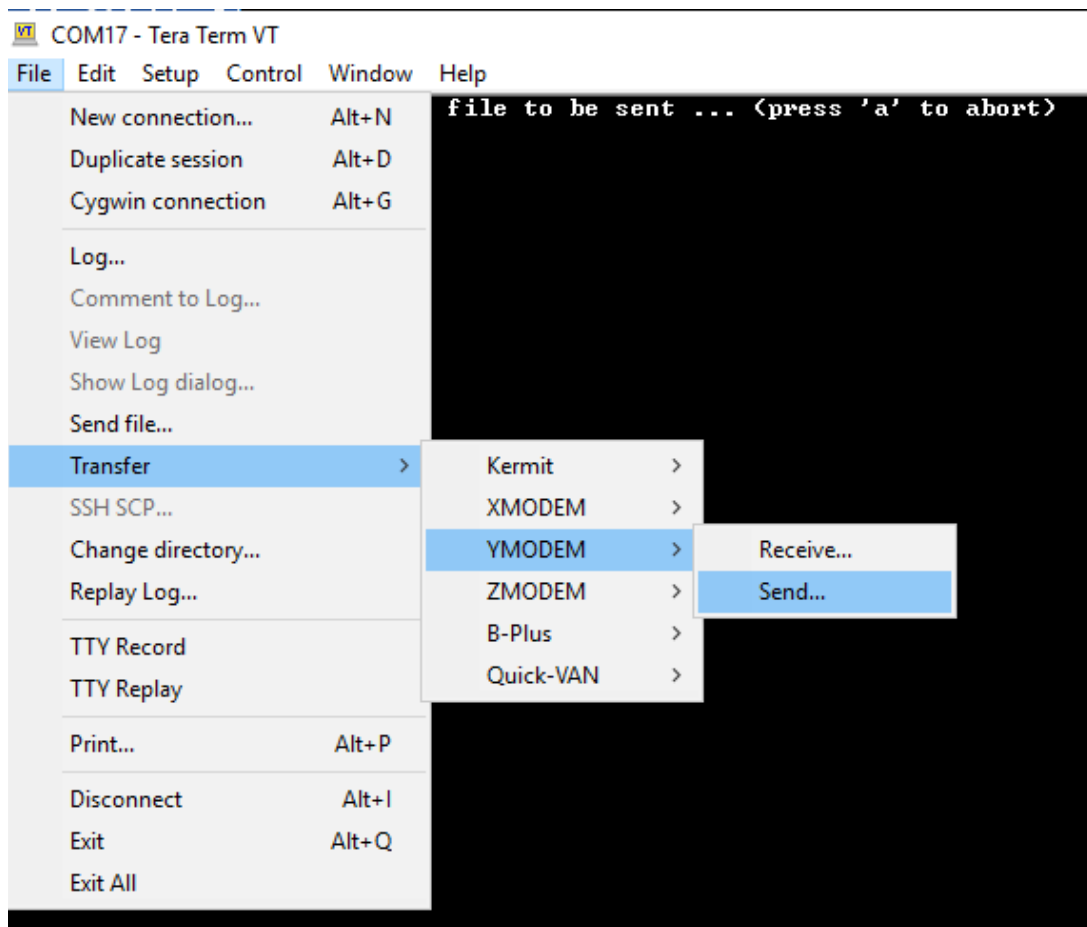 VT COM17 - Tera Term VT
File Edit Setup Control Window Help
file to be sent ... (press 'a' to abort)
New connection... Alt+N
Duplicate session Alt+D
Cygwin connection Alt+G
Log...
Comment to Log...
View Log
Show Log dialog...
Send file...
Transfer >
SSH SCP...
Change directory...
Replay Log...
TTY Record
TTY Replay
Print... Alt+P
Disconnect Alt+I
Exit Alt+Q
Exit All
Kermit >
XMODEM >
YMODEM >
ZMODEM >
B-Plus >
Quick-VAN >
Receive...
Send...